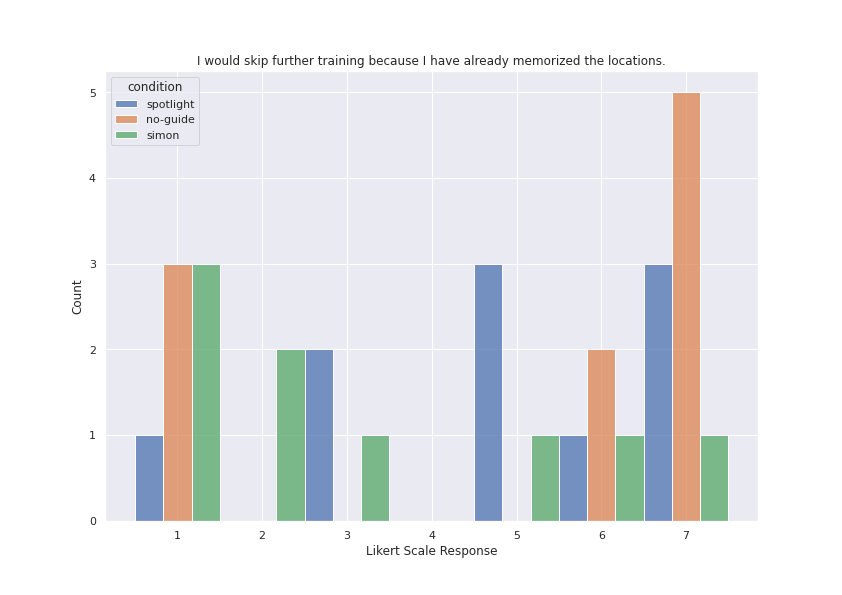 I would skip further training because I have already memorized the locations.
condition
spotlight
no-guide
simon
5
4
3
2
1
0
Count
1 2 3 4 5 6 7
Likert Scale Response